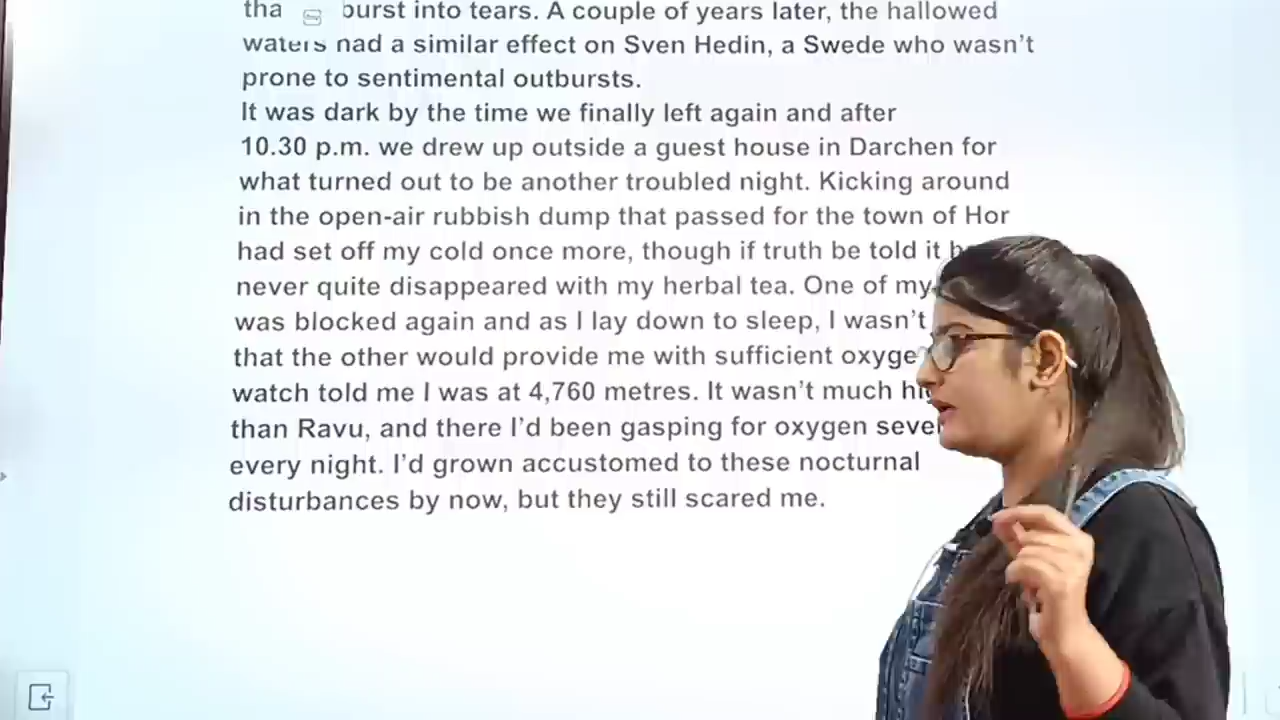 tha burst into tears. A couple of years later, the hallowed
waters had a similar effect on Sven Hedin, a Swede who wasn't
prone to sentimental outbursts.
It was dark by the time we finally left again and after
10.30 p.m. we drew up outside a guest house in Darchen for
what turned out to be another troubled night. Kicking around
in the open-air rubbish dump that passed for the town of Hor
had set off my cold once more, though if truth be told it
never quite disappeared with my herbal tea. One of my
was blocked again and as I lay down to sleep, I wasn't
that the other would provide me with sufficient
watch told me I was at 4,760 metres. It wasn't much
than Ravu, and there I'd been gasping for oxygen
every night. I'd grown accustomed to these nocturnal
disturbances by now, but they still scared me.